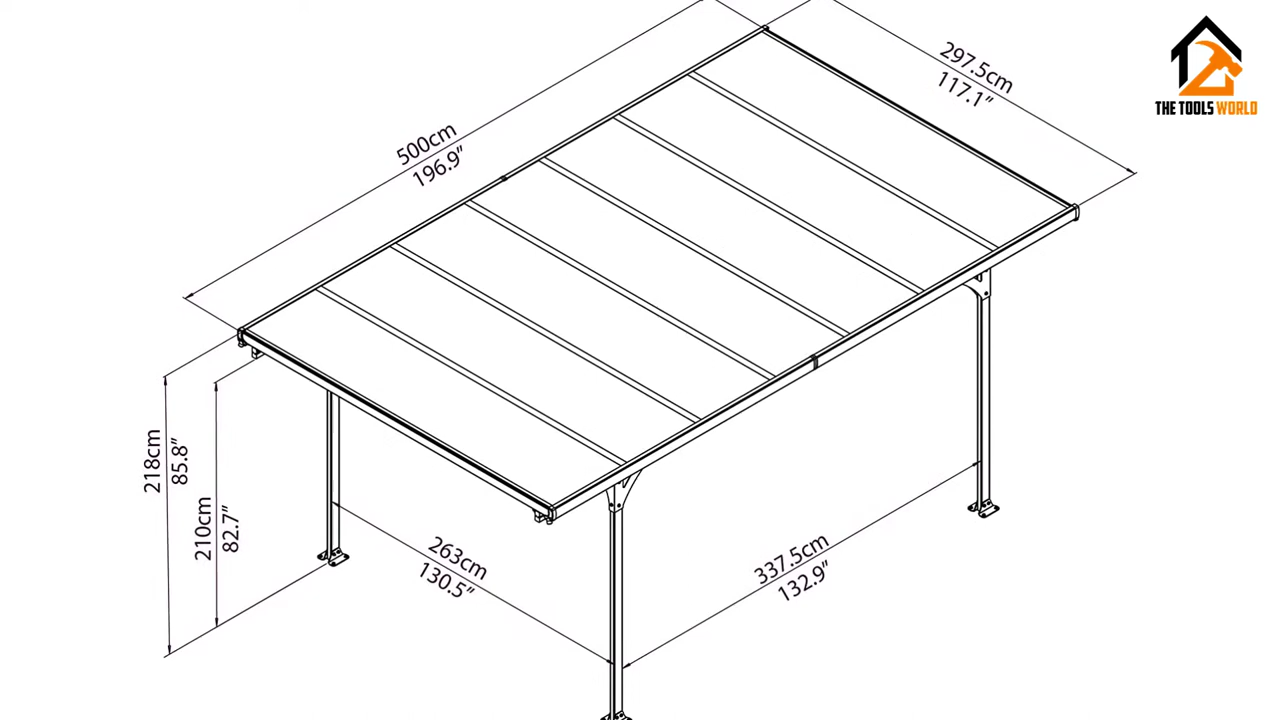 297.5cm
117.1”
THE TOOLS WORLD
500cm
196.9”
218cm
85.8”
210cm
82.7”
263cm
130.5”
337.5cm
132.9”